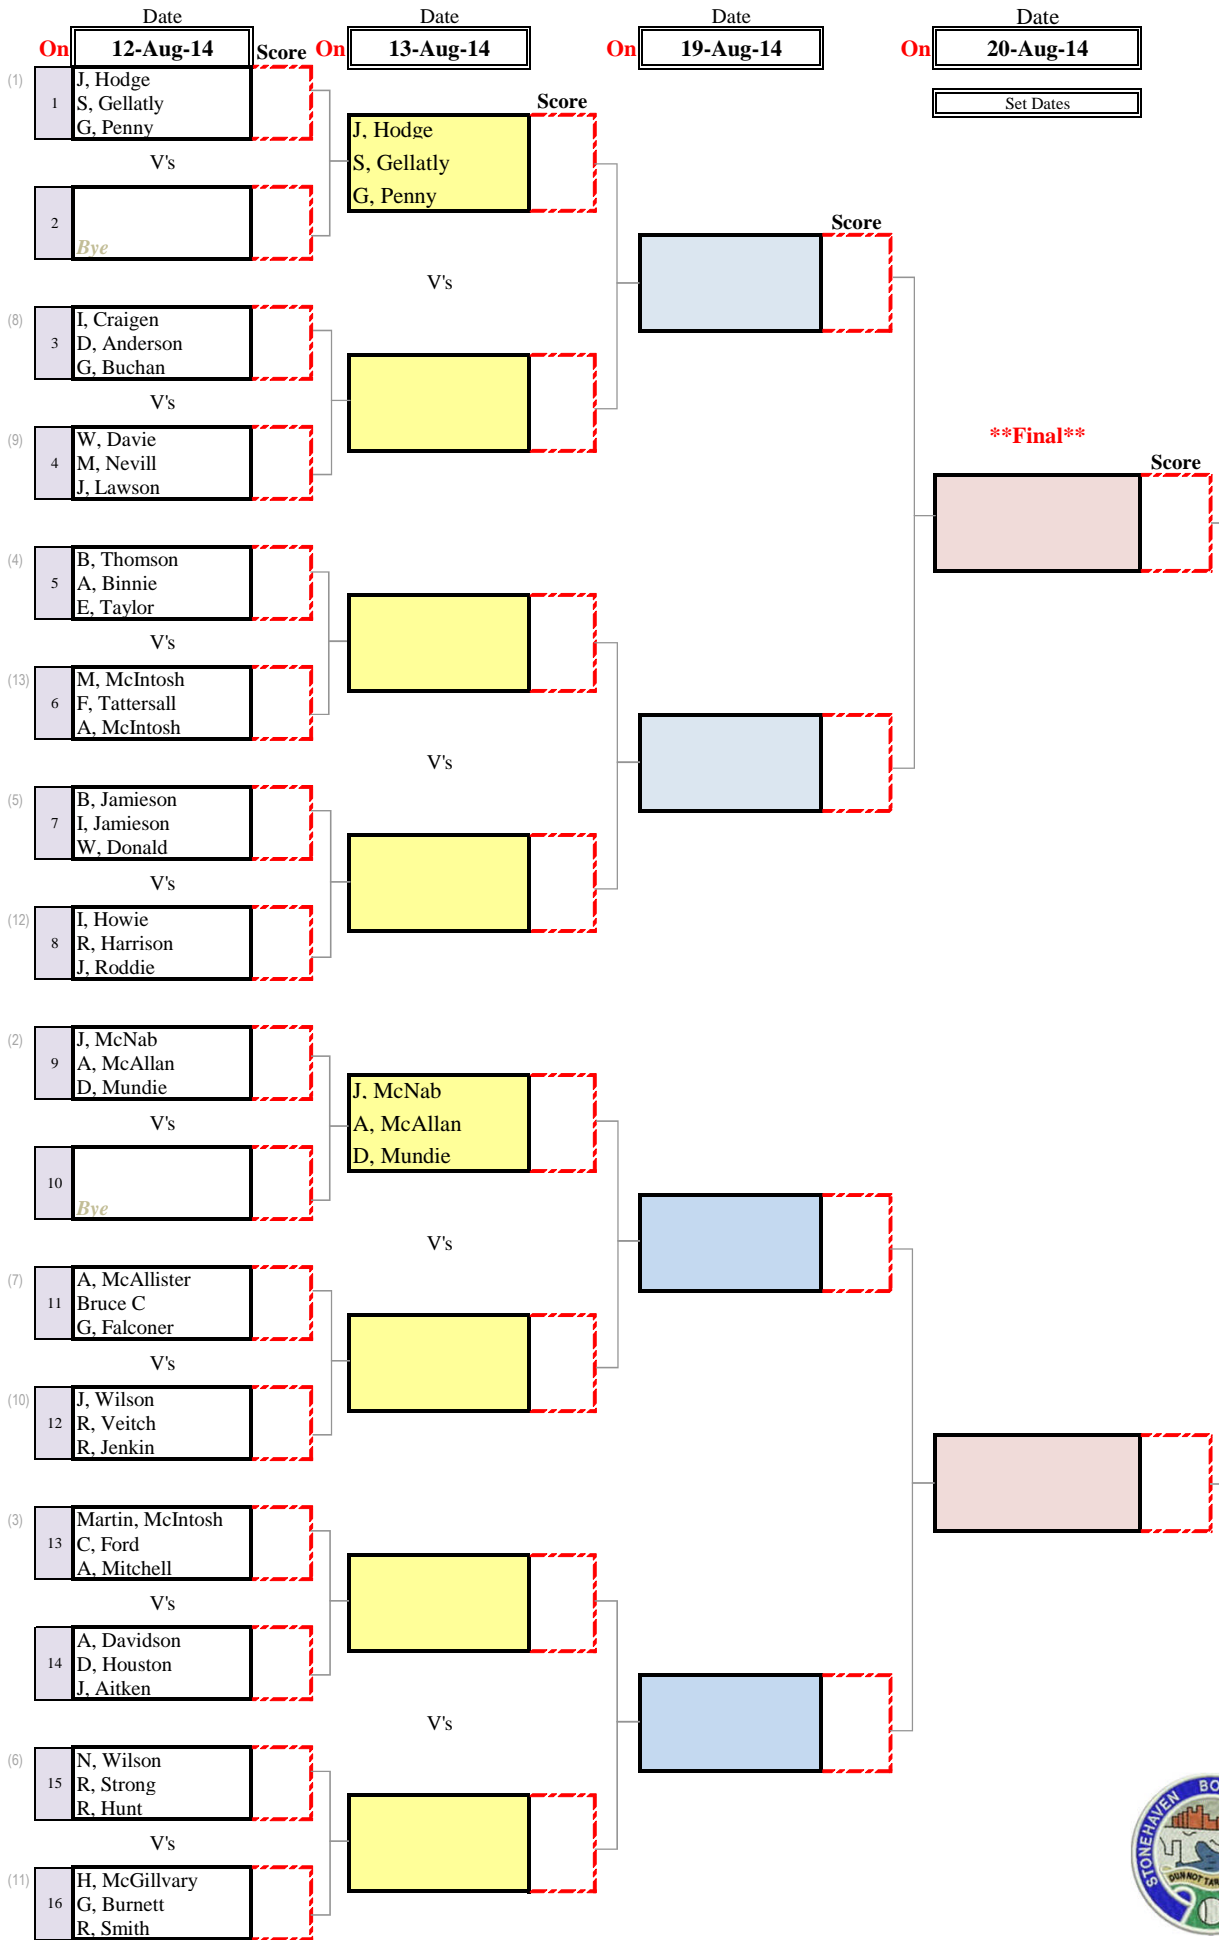 Date Date Date Date
On 12-Aug-14 Score On 13-Aug-14 On 19-Aug-14 On 20-Aug-14
Set Dates
(1) 1 J, Hodge
S, Gellatly
G, Penny
V's
2 Bye
(8) 3 I, Craigen
D, Anderson
G, Buchan
V's
(9) 4 W, Davie
M, Nevill
J, Lawson
(4) 5 B, Thomson
A, Binnie
E, Taylor
V's
(13) 6 M, McIntosh
F, Tattersall
A, McIntosh
(5) 7 B, Jamieson
I, Jamieson
W, Donald
V's
(12) 8 I, Howie
R, Harrison
J, Roddie
(2) 9 J, McNab
A, McAllan
D, Mundie
V's
10 Bye
(7) 11 A, McAllister
Bruce C
G, Falconer
V's
(10) 12 J, Wilson
R, Veitch
R, Jenkin
(3) 13 Martin, McIntosh
C, Ford
A, Mitchell
V's
14 A, Davidson
D, Houston
J, Aitken
(6) 15 N, Wilson
R, Strong
R, Hunt
V's
(11) 16 H, McGillvary
G, Burnett
R, Smith
Score
J, Hodge
S, Gellatly
G, Penny
V's
V's
J, McNab
A, McAllan
D, Mundie
V's
V's
Score
**Final**
Score
STONEHAVEN BO
DUNNOT TAR